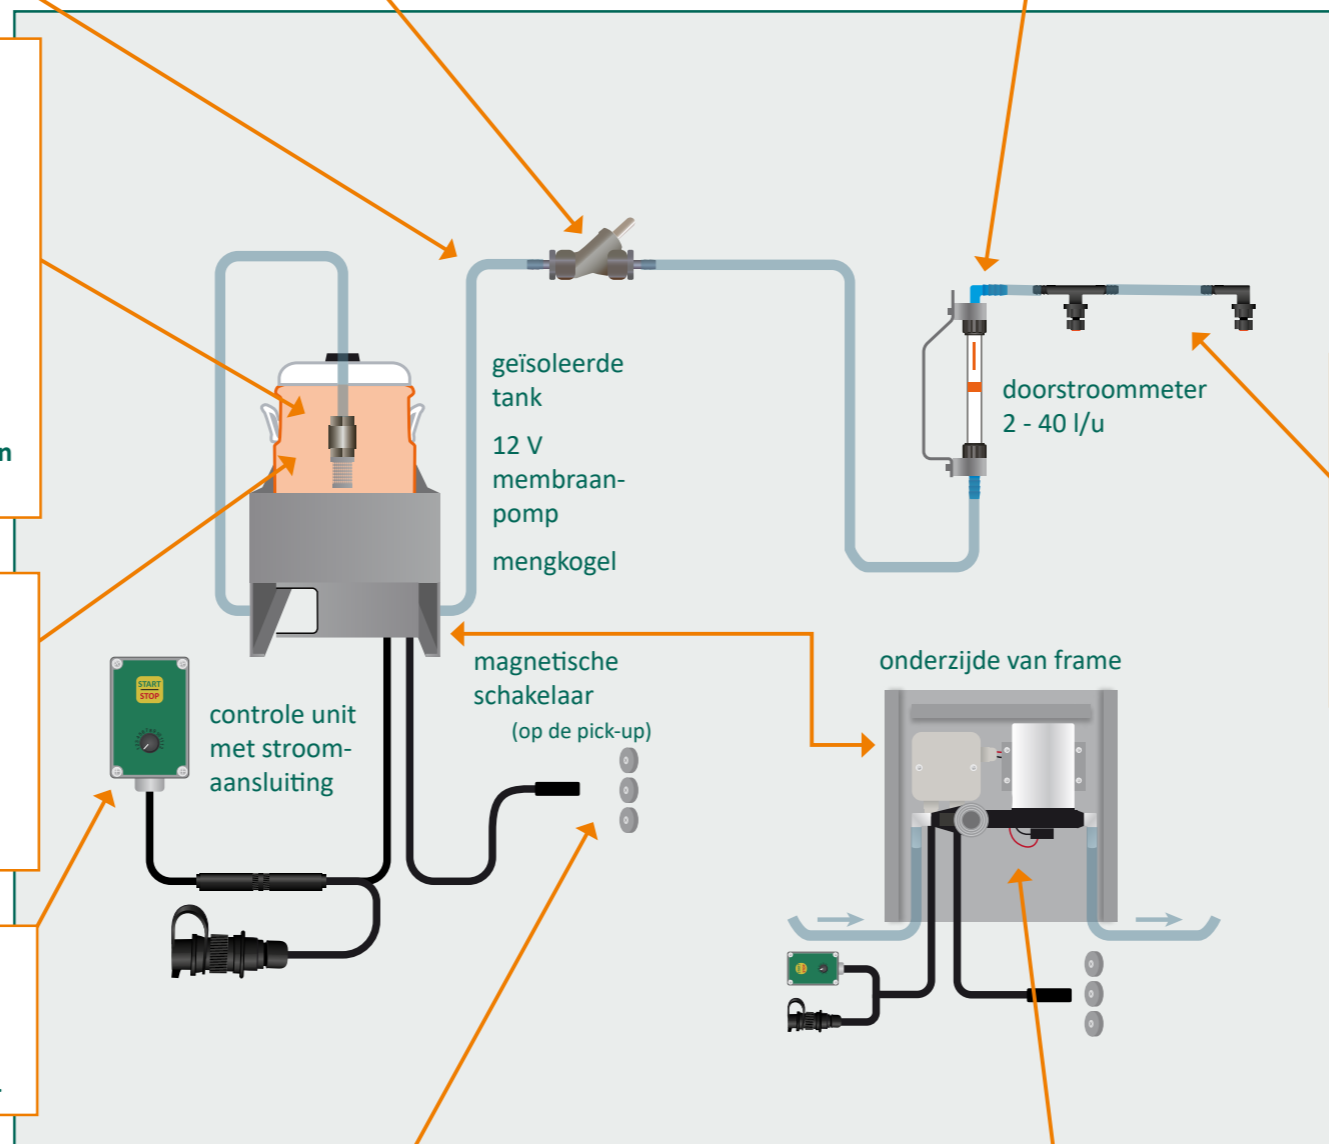 geïsoleerde
tank
12 V
membraan-
pomp
mengkogel
doorstroommeter
2 - 40 l/u
n
magnetische
schakelaar
(op de pick-up)
onderzijde van frame
START
STOP
controle unit
met stroom-
aansluiting